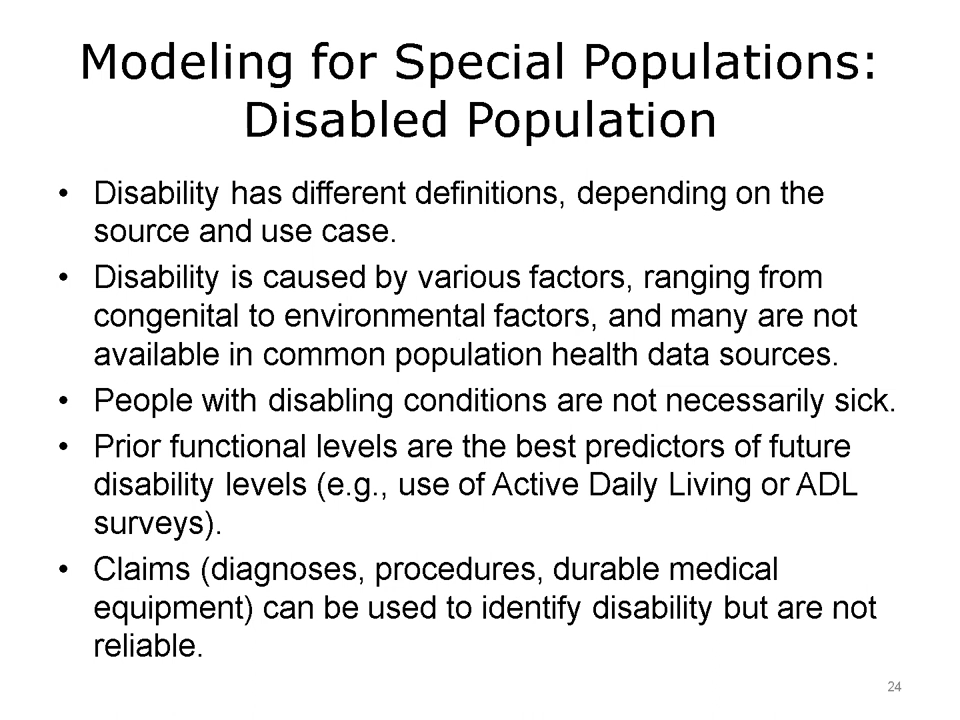 Modeling for Special Populations:
Disabled Population
• Disability has different definitions, depending on the
source and use case.
• Disability is caused by various factors, ranging from
congenital to environmental factors, and many are not
available in common population health data sources.
• People with disabling conditions are not necessarily sick.
• Prior functional levels are the best predictors of future
disability levels (e.g., use of Active Daily Living or ADL
surveys).
• Claims (diagnoses, procedures, durable medical
equipment) can be used to identify disability but are not
reliable.
24